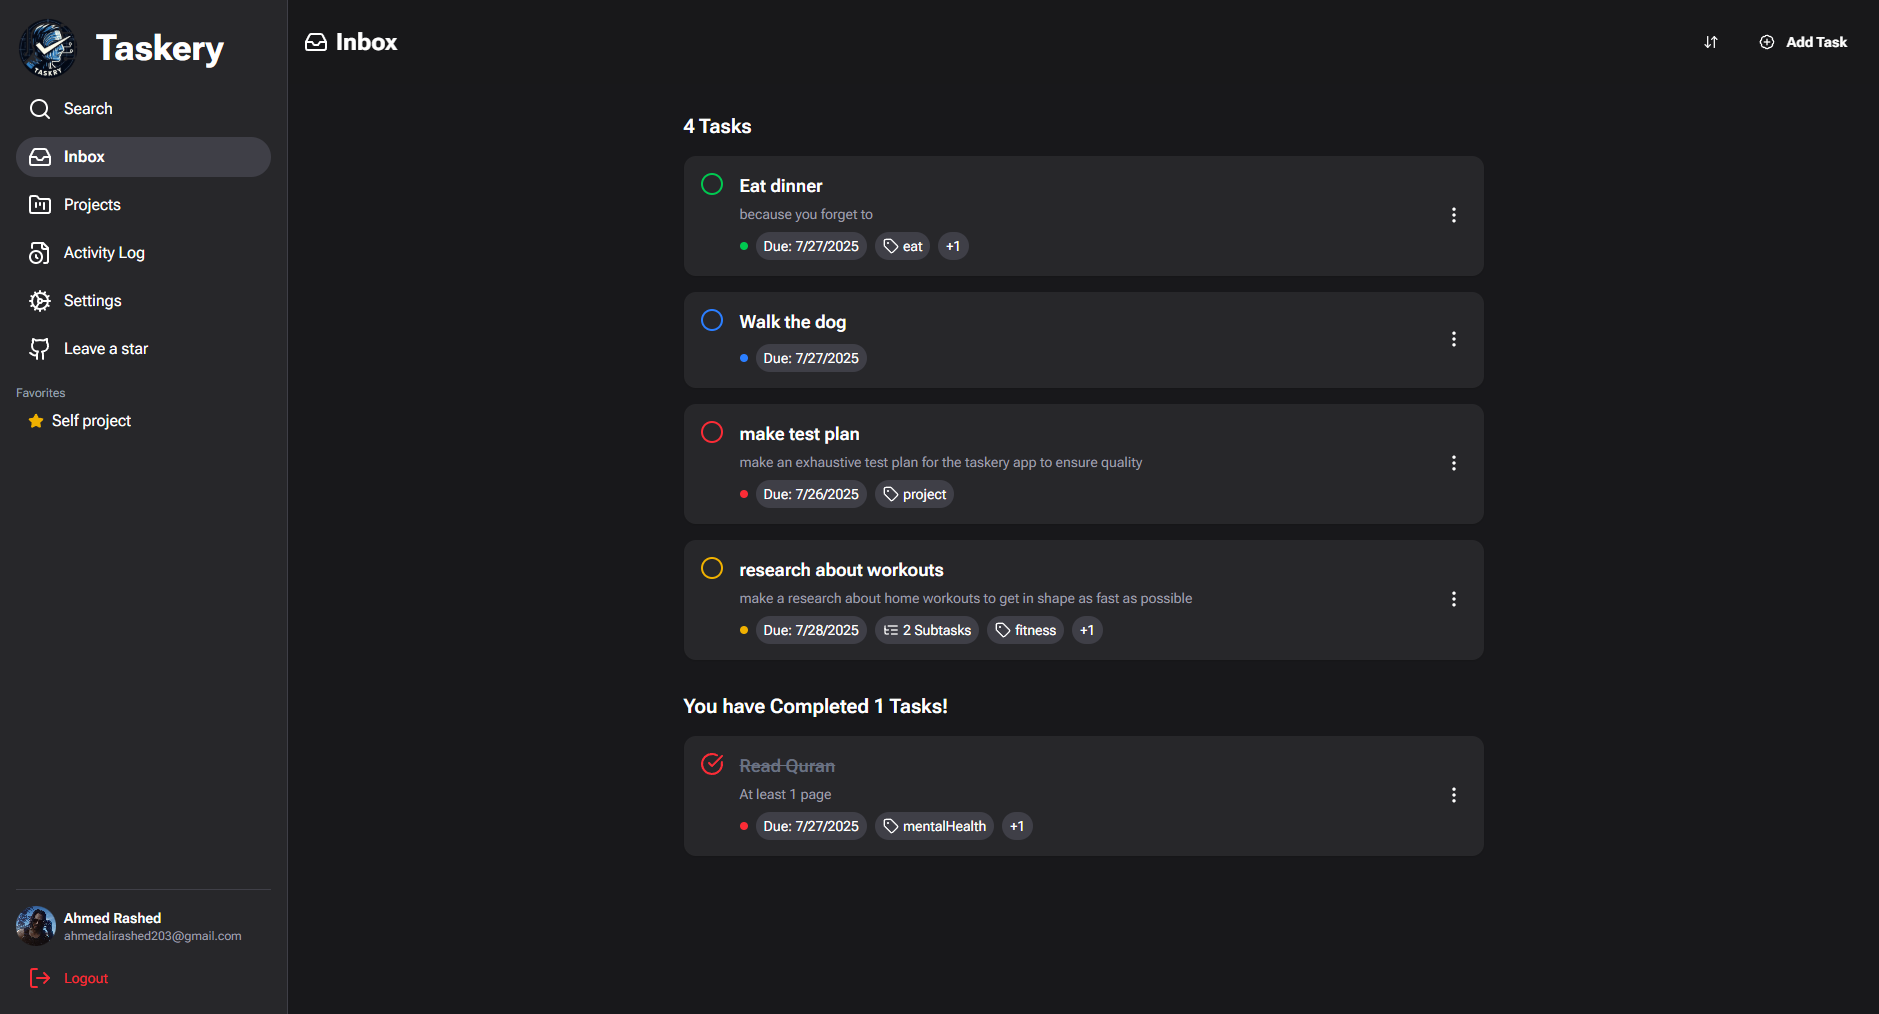 TASKRY
Taskery
Search
Inbox
Projects
Activity Log
Settings
Leave a star
Favorites
Self project
Ahmed Rashed
ahmedalirashed203@gmail.com
Logout
Inbox
Add Task
4 Tasks
Eat dinner
because you forget to
Due: 7/27/2025 eat +1
Walk the dog
Due: 7/27/2025
make test plan
make an exhaustive test plan for the taskery app to ensure quality
Due: 7/26/2025 project
research about workouts
make a research about home workouts to get in shape as fast as possible
Due: 7/28/2025 2 Subtasks fitness +1
You have Completed 1 Tasks!
Read Quran
At least 1 page
Due: 7/27/2025 mentalHealth +1